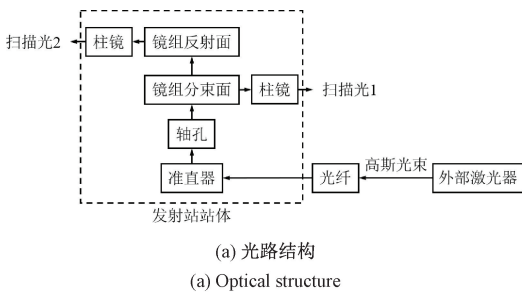 扫描光2
柱镜
镜组反射面
镜组分束面
柱镜
扫描光1
轴孔
准直器
光纤
高斯光束
外部激光器
发射站站体
(a) 光路结构
(a) Optical structure